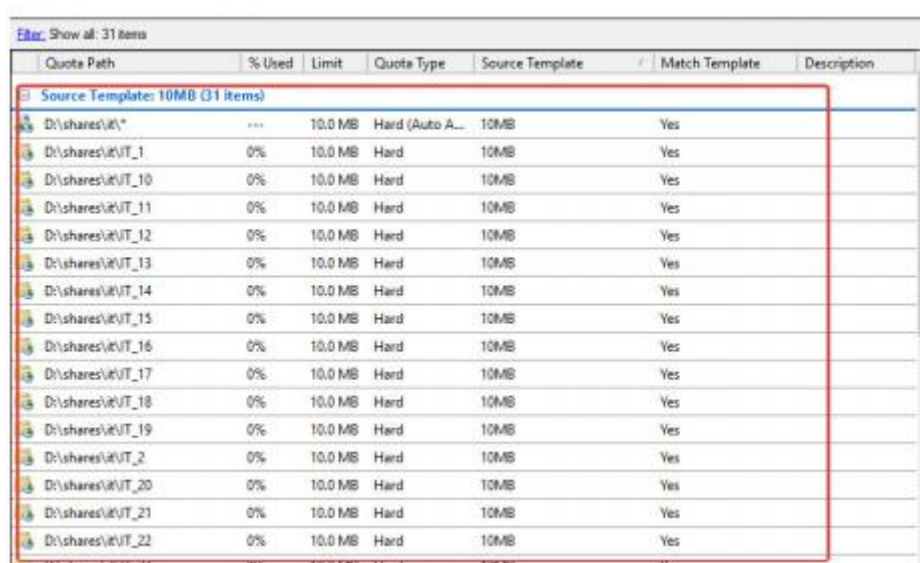 Filter: Show all: 31 items
Quota Path % Used Limit Quota Type Source Template / Match Template Description
Source Template: 10MB (31 items)
D:\shares\it\* --- 10.0 MB Hard (Auto A... 10MB Yes
D:\shares\it\IT_1 0% 10.0 MB Hard 10MB Yes
D:\shares\it\IT_10 0% 10.0 MB Hard 10MB Yes
D:\shares\it\IT_11 0% 10.0 MB Hard 10MB Yes
D:\shares\it\IT_12 0% 10.0 MB Hard 10MB Yes
D:\shares\it\IT_13 0% 10.0 MB Hard 10MB Yes
D:\shares\it\IT_14 0% 10.0 MB Hard 10MB Yes
D:\shares\it\IT_15 0% 10.0 MB Hard 10MB Yes
D:\shares\it\IT_16 0% 10.0 MB Hard 10MB Yes
D:\shares\it\IT_17 0% 10.0 MB Hard 10MB Yes
D:\shares\it\IT_18 0% 10.0 MB Hard 10MB Yes
D:\shares\it\IT_19 0% 10.0 MB Hard 10MB Yes
D:\shares\it\IT_2 0% 10.0 MB Hard 10MB Yes
D:\shares\it\IT_20 0% 10.0 MB Hard 10MB Yes
D:\shares\it\IT_21 0% 10.0 MB Hard 10MB Yes
D:\shares\it\IT_22 0% 10.0 MB Hard 10MB Yes